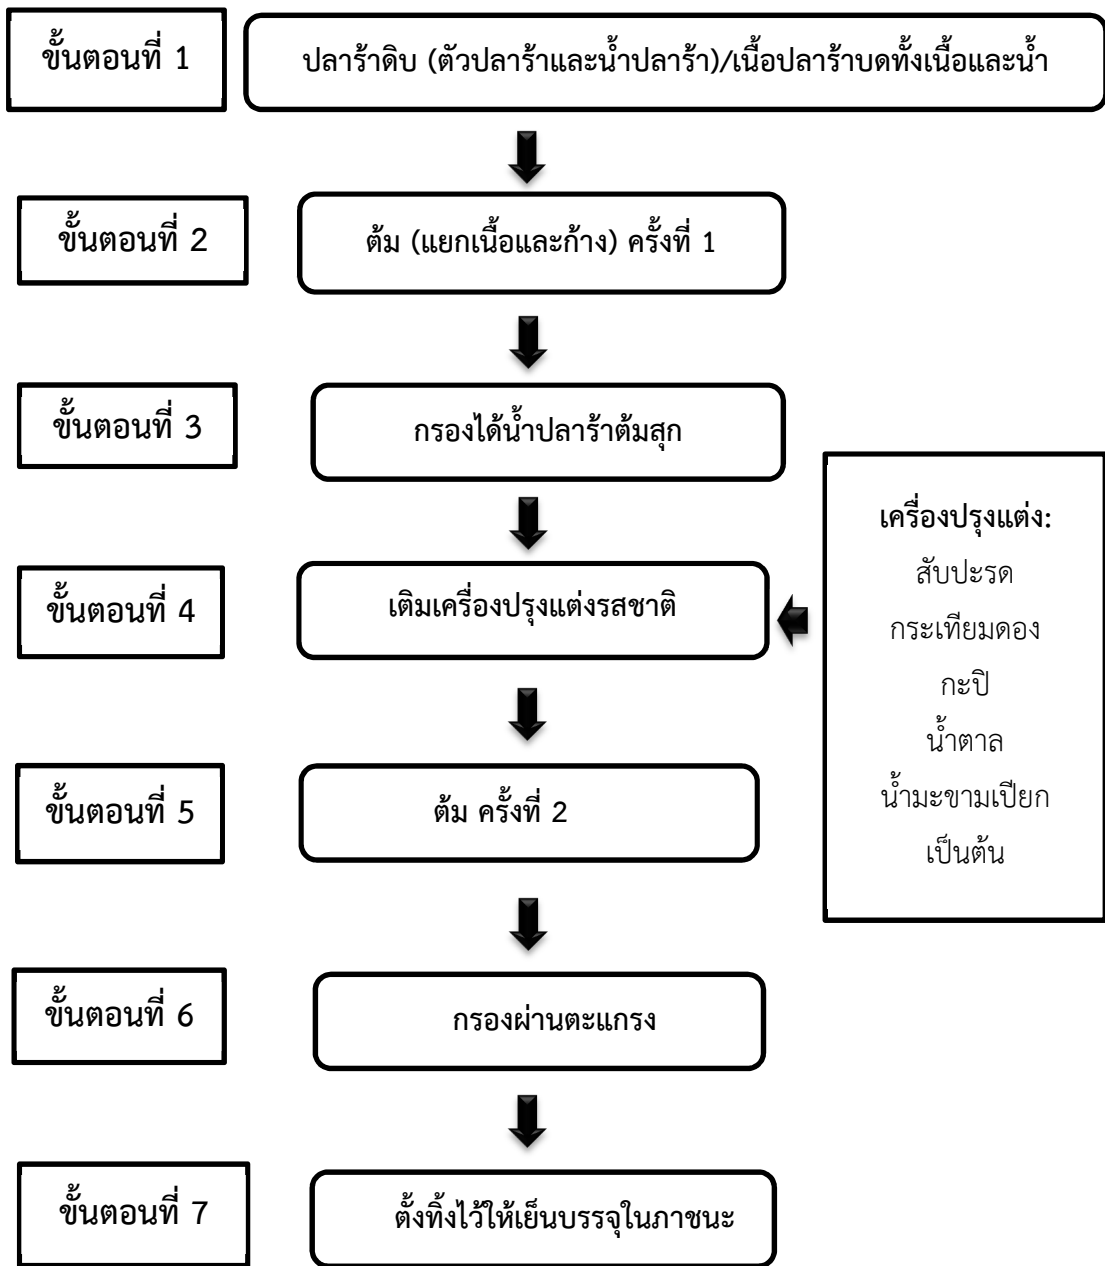 ขั้นตอนที่ 1
ปลาร้าดิบ (ตัวปลาร้าและน้ำปลาร้า)/เนื้อปลาร้าบดทั้งเนื้อและน้ำ
ขั้นตอนที่ 2
ต้ม (แยกเนื้อและก้าง) ครั้งที่ 1
ขั้นตอนที่ 3
กรองได้น้ำปลาร้าต้มสุก
ขั้นตอนที่ 4
เติมเครื่องปรุงแต่งรสชาติ
เครื่องปรุงแต่ง:
สับปะรด
กระเทียมดอง
กะปิ
น้ำตาล
น้ำมะขามเปียก
เป็นต้น
ขั้นตอนที่ 5
ต้ม ครั้งที่ 2
ขั้นตอนที่ 6
กรองผ่านตะแกรง
ขั้นตอนที่ 7
ตั้งทิ้งไว้ให้เย็นบรรจุในภาชนะ